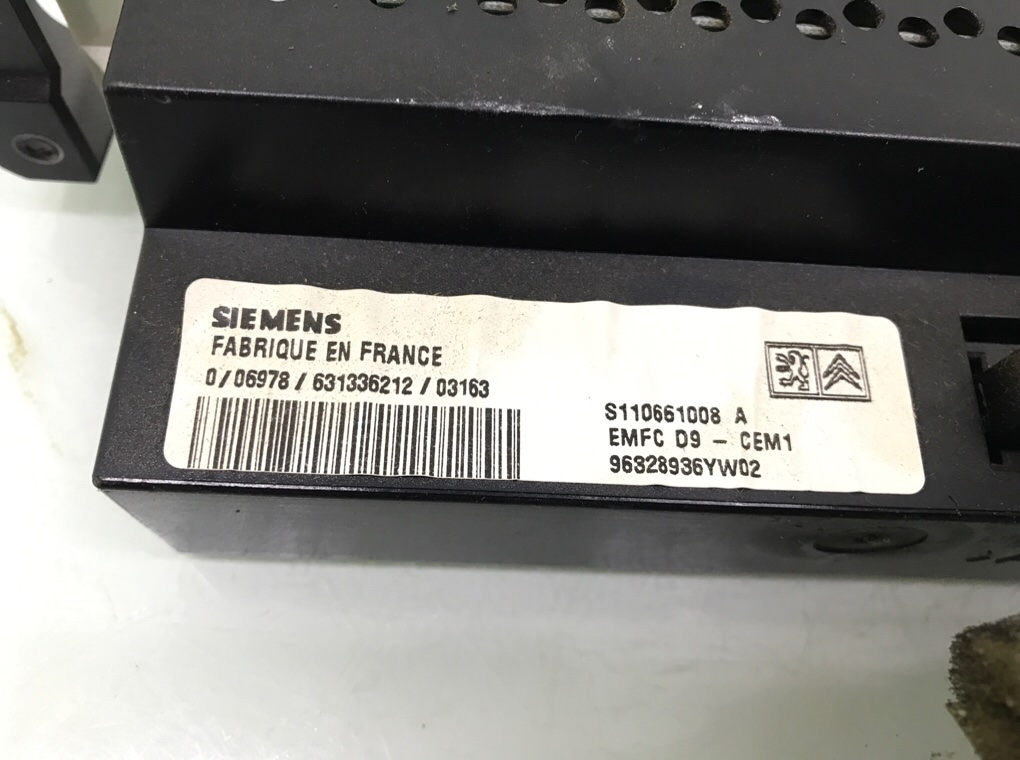 SIEMENS
FABRIQUE EN FRANCE
0/06978/631336212/03163
S110661008 A
EMFC D9 - CEM1
96328936YW02